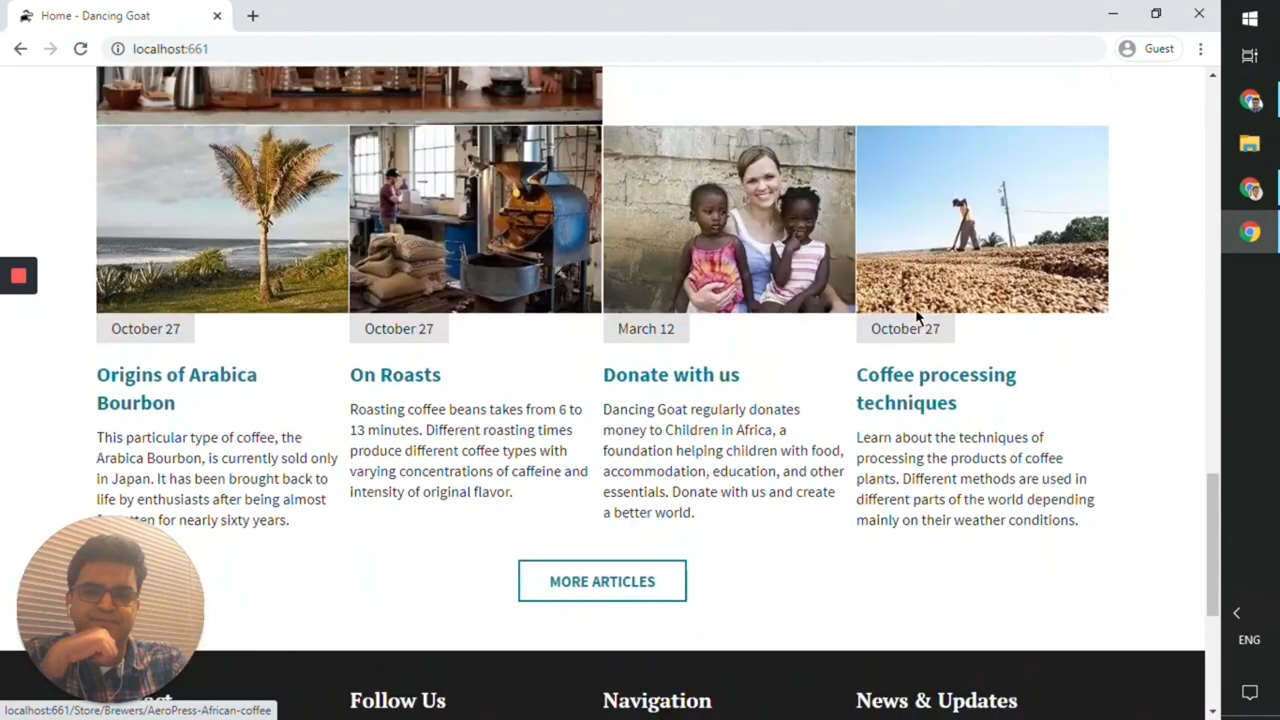 Home - Dancing Goat
localhost:661
Guest
October 27
October 27
March 12
October 27
Origins of Arabica
Bourbon
This particular type of coffee, the
Arabica Bourbon, is currently sold only
in Japan. It has been brought back to
life by enthusiasts after being almost
for nearly sixty years.
On Roasts
Roasting coffee beans takes from 6 to
13 minutes. Different roasting times
produce different coffee types with
varying concentrations of caffeine and
intensity of original flavor.
Donate with us
Dancing Goat regularly donates
money to Children in Africa, a
foundation helping children with food,
accommodation, education, and other
essentials. Donate with us and create
a better world.
Coffee processing
techniques
Learn about the techniques of
processing the products of coffee
plants. Different methods are used in
different parts of the world depending
mainly on their weather conditions.
MORE ARTICLES
Follow Us
Navigation
News & Updates
localhost:661/Store/Brewers/AeroPress-African-coffee
ENG